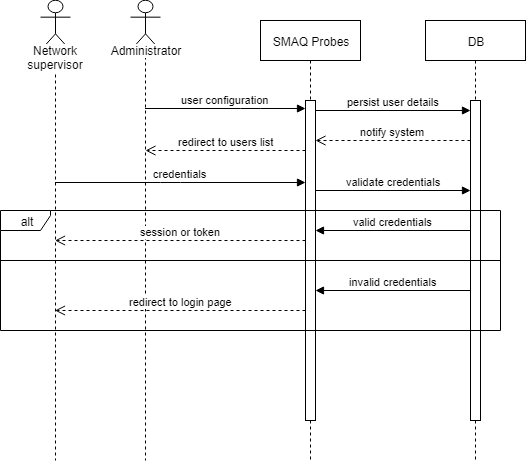 Network
supervisor
Administrator
SMAQ Probes
DB
user configuration
persist user details
notify system
redirect to users list
credentials
validate credentials
alt
valid credentials
session or token
invalid credentials
redirect to login page